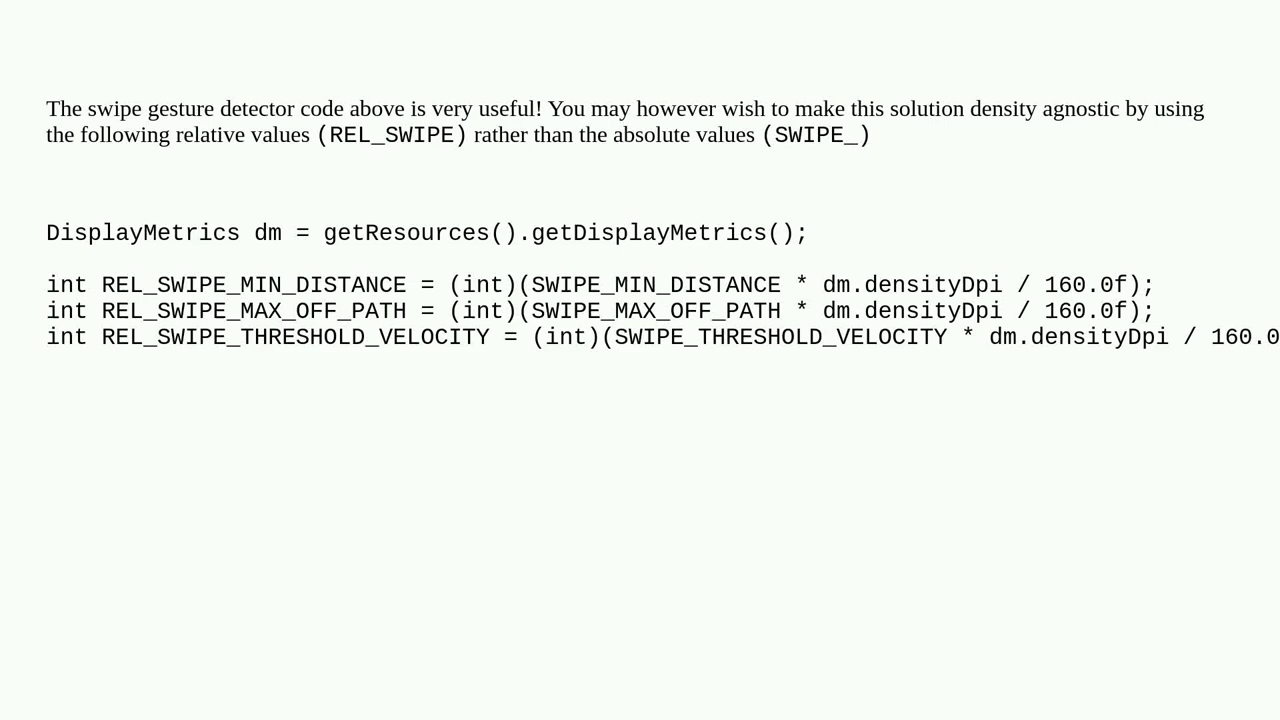 The swipe gesture detector code above is very useful! You may however wish to make this solution density agnostic by using
the following relative values (REL_SWIPE) rather than the absolute values (SWIPE_)
DisplayMetrics dm = getResources().getDisplayMetrics();
int REL_SWIPE_MIN_DISTANCE = (int)(SWIPE_MIN_DISTANCE * dm.densityDpi / 160.0f);
int REL_SWIPE_MAX_OFF_PATH = (int)(SWIPE_MAX_OFF_PATH * dm.densityDpi / 160.0f);
int REL_SWIPE_THRESHOLD_VELOCITY = (int)(SWIPE_THRESHOLD_VELOCITY * dm.densityDpi / 160.0